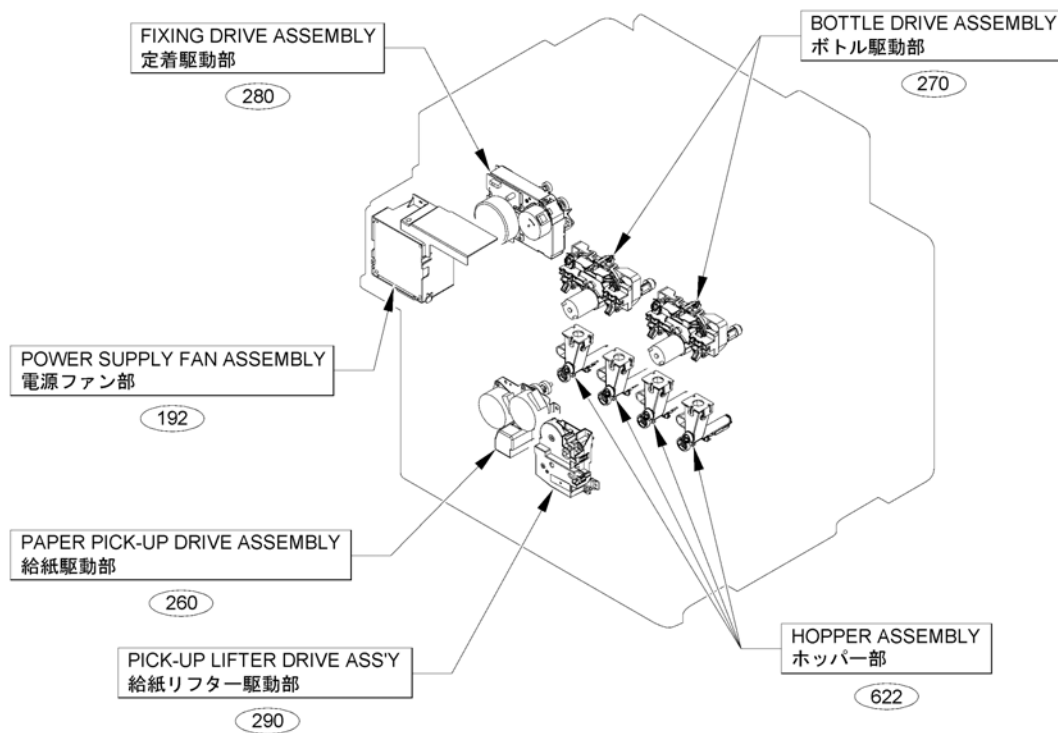 FIXING DRIVE ASSEMBLY
定着駆動部
280
BOTTLE DRIVE ASSEMBLY
ボトル駆動部
270
POWER SUPPLY FAN ASSEMBLY
電源ファン部
192
PAPER PICK-UP DRIVE ASSEMBLY
給紙駆動部
260
PICK-UP LIFTER DRIVE ASS'Y
給紙リフター駆動部
290
HOPPER ASSEMBLY
ホッパー部
622